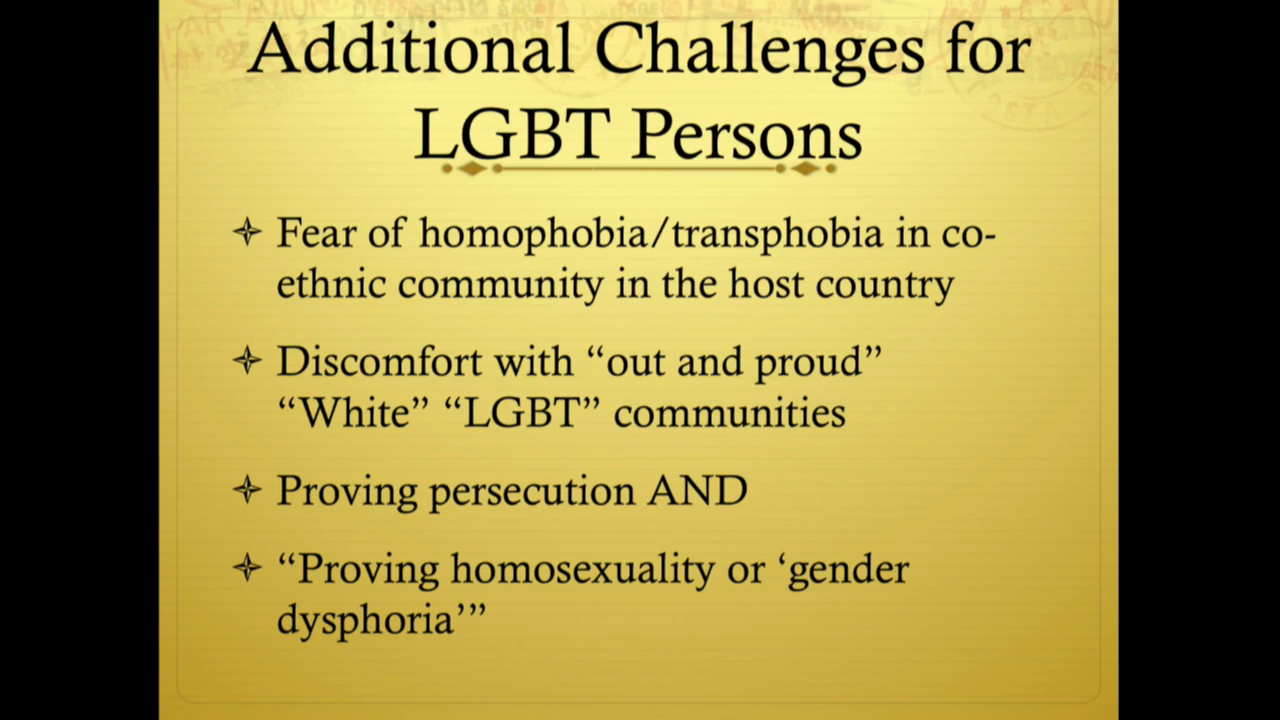 Additional Challenges for
LGBT Persons
Fear of homophobia/transphobia in co-
ethnic community in the host country
Discomfort with “out and proud”
“White” “LGBT” communities
Proving persecution AND
“Proving homosexuality or ‘gender
dysphoria’”